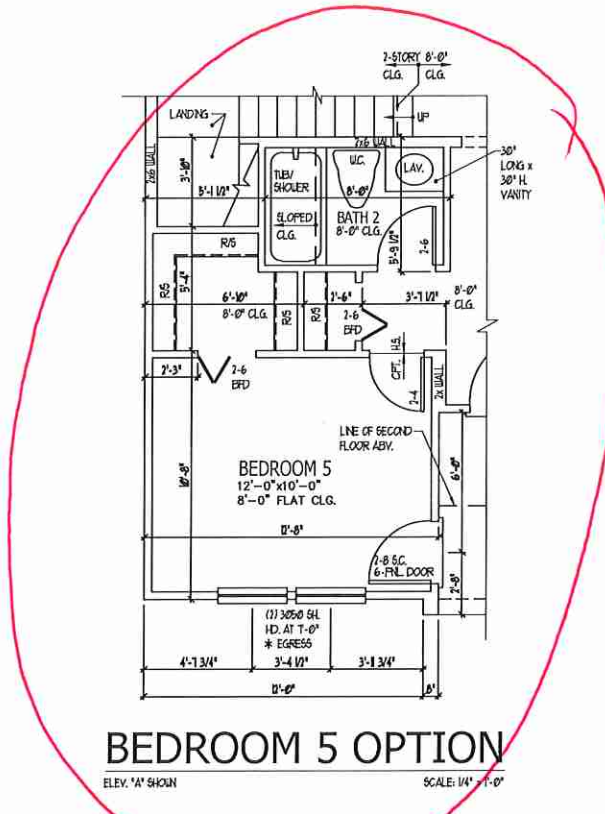 2-STORY 8'-0"
CLG. CLG.
LANDING
UP
2x6 WALL
2x6 WALL
3'-10"
5'-1 1/2"
TUB/
SHOWER
SLOPED
CLG.
W.C.
8'-0"
LAV.
30"
LONG x
30" H.
VANITY
BATH 2
8'-0" CLG.
5'-9 1/2"
2-6
R/S
R/S
5'-4"
6'-10"
8'-0" CLG.
R/S
R/S
2'-6"
3'-7 1/2"
8'-0"
CLG.
2-6
BFD
H.S.
CPT.
2'-3"
2-6
BFD
2-4
2x WALL
LINE OF SECOND
FLOOR ABV.
6'-0"
10'-8"
BEDROOM 5
12'-0"x10'-0"
8'-0" FLAT CLG.
12'-8"
2-8 S.C.
6-PNL DOOR
2'-8"
(2) 3050 SH.
HD. AT 7'-0"
* EGRESS
4'-7 3/4" 3'-4 1/2" 3'-11 3/4"
12'-0" 8"
BEDROOM 5 OPTION
ELEV. "A" SHOWN SCALE: 1/4" = 1'-0"